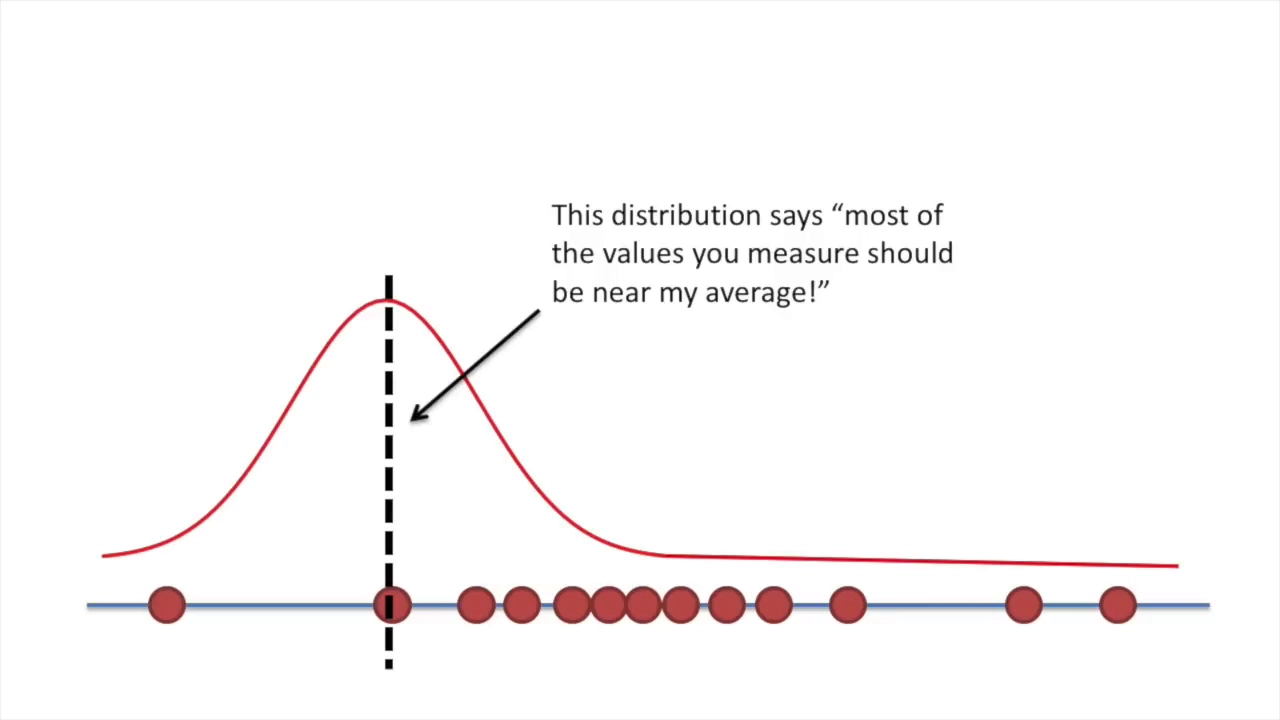 This distribution says “most of
the values you measure should
be near my average!”